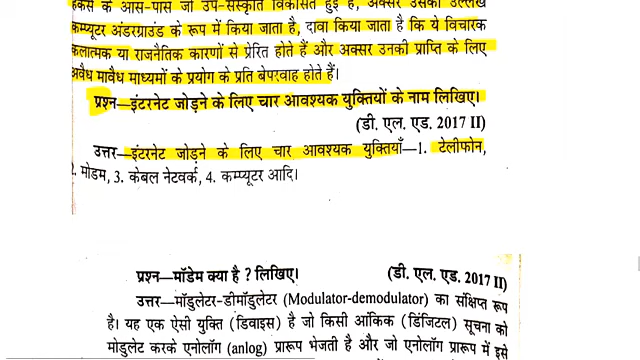 हैकर्स के आस-पास जो उप-संस्कृति विकसित हुई है, अक्सर उसका उल्लेख
कम्प्यूटर अंडरग्राउंड के रूप में किया जाता है, दावा किया जाता है कि ये विचारक
कलात्मक या राजनैतिक कारणों से प्रेरित होते हैं और अक्सर उनकी प्राप्ति के लिए
अवैध मावैध माध्यमों के प्रयोग के प्रति बेपरवाह होते हैं।
प्रश्न–इंटरनेट जोड़ने के लिए चार आवश्यक युक्तियों के नाम लिखिए।
(डी. एल. एड. 2017 II)
उत्तर–इंटरनेट जोड़ने के लिए चार आवश्यक युक्तियाँ–1. टेलीफोन,
2. मोडम, 3. केबल नेटवर्क, 4. कम्प्यूटर आदि।
प्रश्न–मॉडेम क्या है ? लिखिए। (डी. एल. एड. 2017 II)
उत्तर–मॉडुलेटर-डीमॉडुलेटर (Modulator-demodulator) का संक्षिप्त रूप
है। यह एक ऐसी युक्ति (डिवाइस) है जो किसी आंकिक (डिंजिटल) सूचना को
मोडुलेट करके एनोलॉग (anlog) प्रारूप भेजती है और जो एनोलॉग प्रारूप में इसे